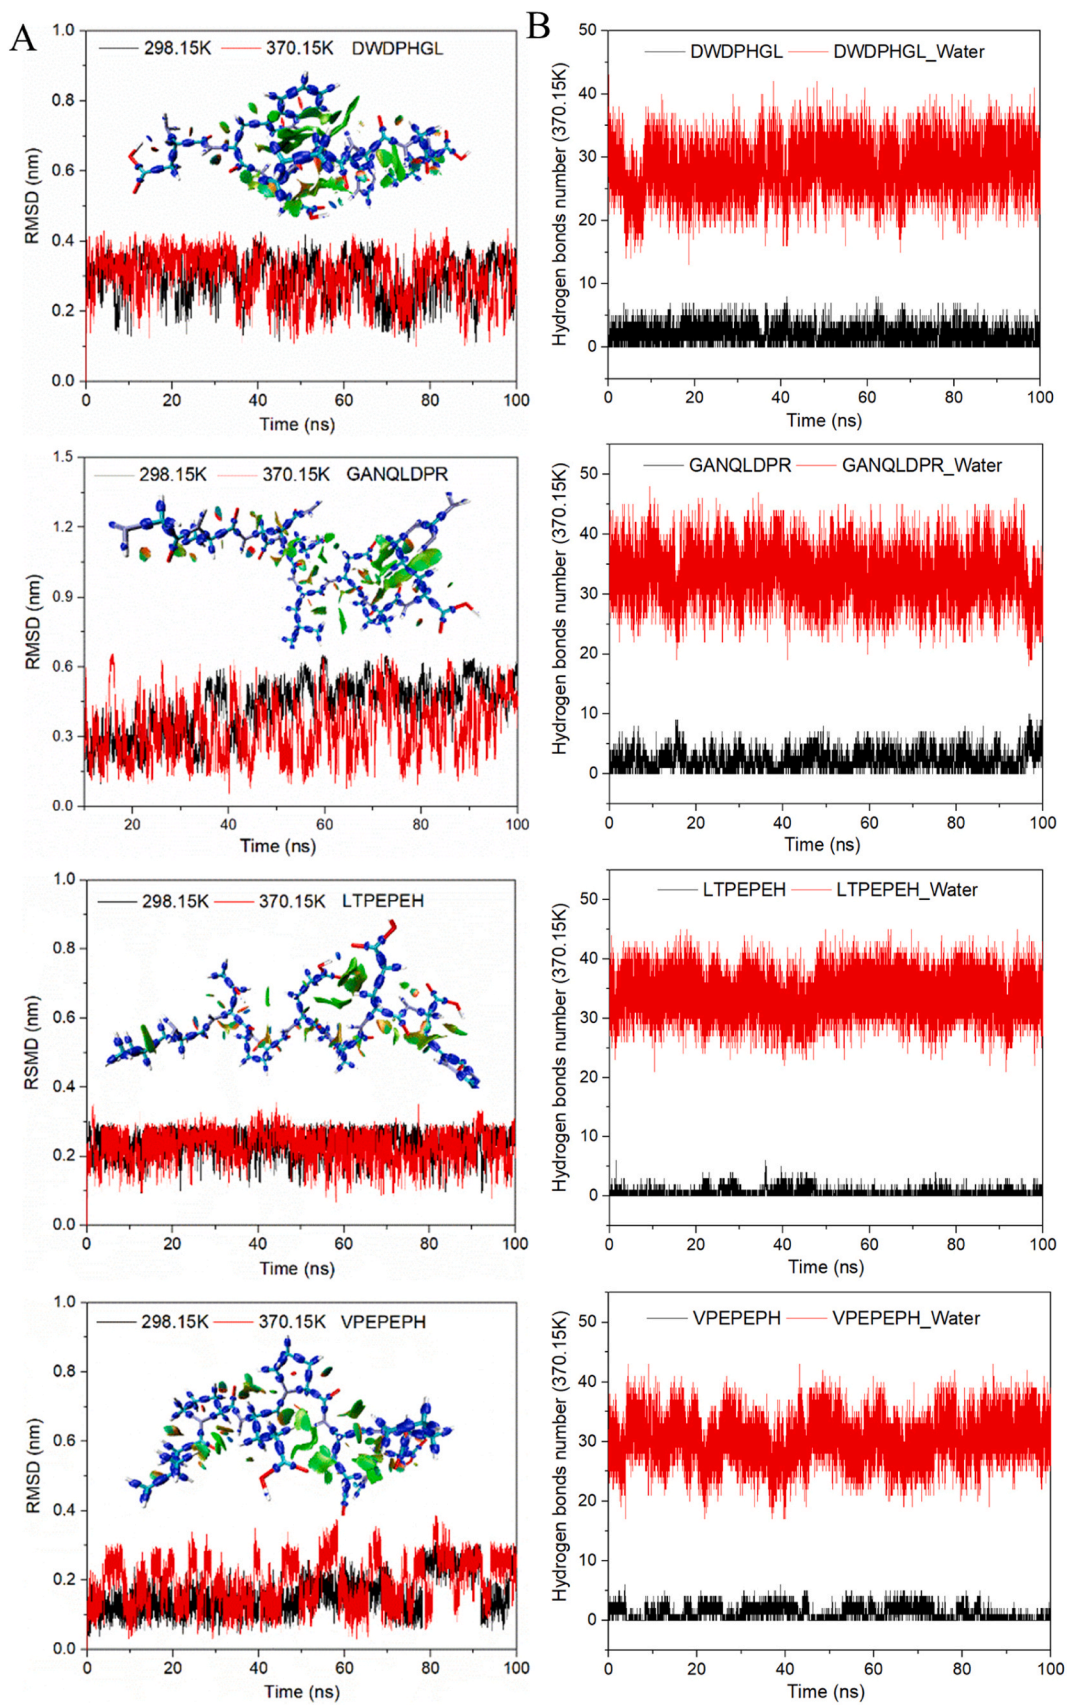 A
B
298.15K 370.15K DWDPHGL
RMSD (nm)
1.0
0.8
0.6
0.4
0.2
0.0
0 20 40 60 80 100
Time (ns)
DWDPHGL DWDPHGL_Water
Hydrogen bonds number (370.15K)
50
40
30
20
10
0
0 10 20 30 40 50 60 70 80 90 100
Time (ns)
298.15K 370.15K GANQLDPR
RMSD (nm)
1.5
1.2
0.9
0.6
0.3
0.0
20 40 60 80 100
Time (ns)
GANQLDPR GANQLDPR_Water
Hydrogen bonds number (370.15K)
50
40
30
20
10
0
0 20 40 60 80 100
Time (ns)
298.15K 370.15K LTPEPEH
RSMD (nm)
1.0
0.8
0.6
0.4
0.2
0.0
0 20 40 60 80 100
Time (ns)
LTPEPEH LTPEPEH_Water
Hydrogen bonds number (370.15K)
50
40
30
20
10
0
0 20 40 60 80 100
Time (ns)
298.15K 370.15K VPEPEPH
RMSD (nm)
1.0
0.8
0.6
0.4
0.2
0.0
0 20 40 60 80 100
Time (ns)
VPEPEPH VPEPEPH_Water
Hydrogen bonds number (370.15K)
50
40
30
20
10
0
0 20 40 60 80 100
Time (ns)